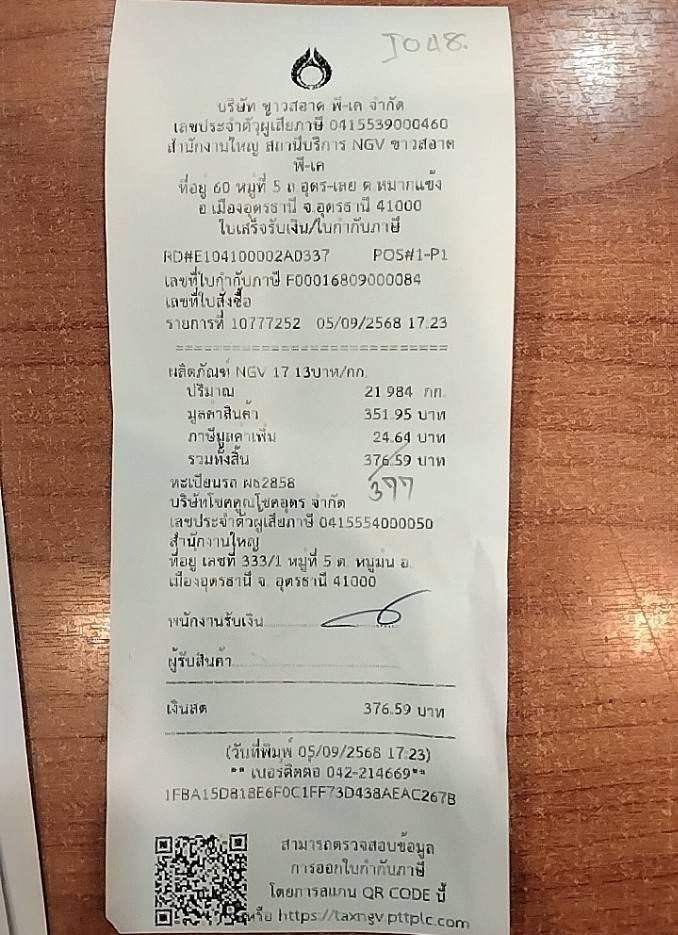 J048.
บริษัท ขาวสอาด พี-เค จำกัด
เลขประจำตัวผู้เสียภาษี 0415539000460
สำนักงานใหญ่ สถานีบริการ NGV ขาวสอาด
พี-เค
ที่อยู่ 60 หมู่ที่ 5 ถ.อุดร-เลย ต.หมากแข้ง
อ.เมืองอุดรธานี จ.อุดรธานี 41000
ใบเสร็จรับเงิน/ใบกำกับภาษี
RD#E104100002A0337 POS#1-P1
เลขที่ใบกำกับภาษี F00016809000084
เลขที่ใบสั่งซื้อ
รายการที่ 10777252 05/09/2568 17:23
============================
ผลิตภัณฑ์ NGV 17.13บาท/กก.
ปริมาณ 21.984 กก.
มูลค่าสินค้า 351.95 บาท
ภาษีมูลค่าเพิ่ม 24.64 บาท
รวมทั้งสิ้น 376.59 บาท
377
ทะเบียนรถ ผธ2858
บริษัทโชคคูณโชคอุดร จำกัด
เลขประจำตัวผู้เสียภาษี 0415554000050
สำนักงานใหญ่
ที่อยู่ เลขที่ 333/1 หมู่ที่ 5 ต. หนูม่น อ.
เมืองอุดรธานี จ. อุดรธานี 41000
พนักงานรับเงิน
ผู้รับสินค้า
เงินสด 376.59 บาท
(วันที่พิมพ์ 05/09/2568 17:23)
** เบอร์ติดต่อ 042-214669**
1FBA15D818E6F0C1FF73D438AEAC267B
สามารถตรวจสอบข้อมูล
การออกใบกำกับภาษี
โดยการสแกน QR CODE นี้
หรือ https://taxngv.pttplc.com